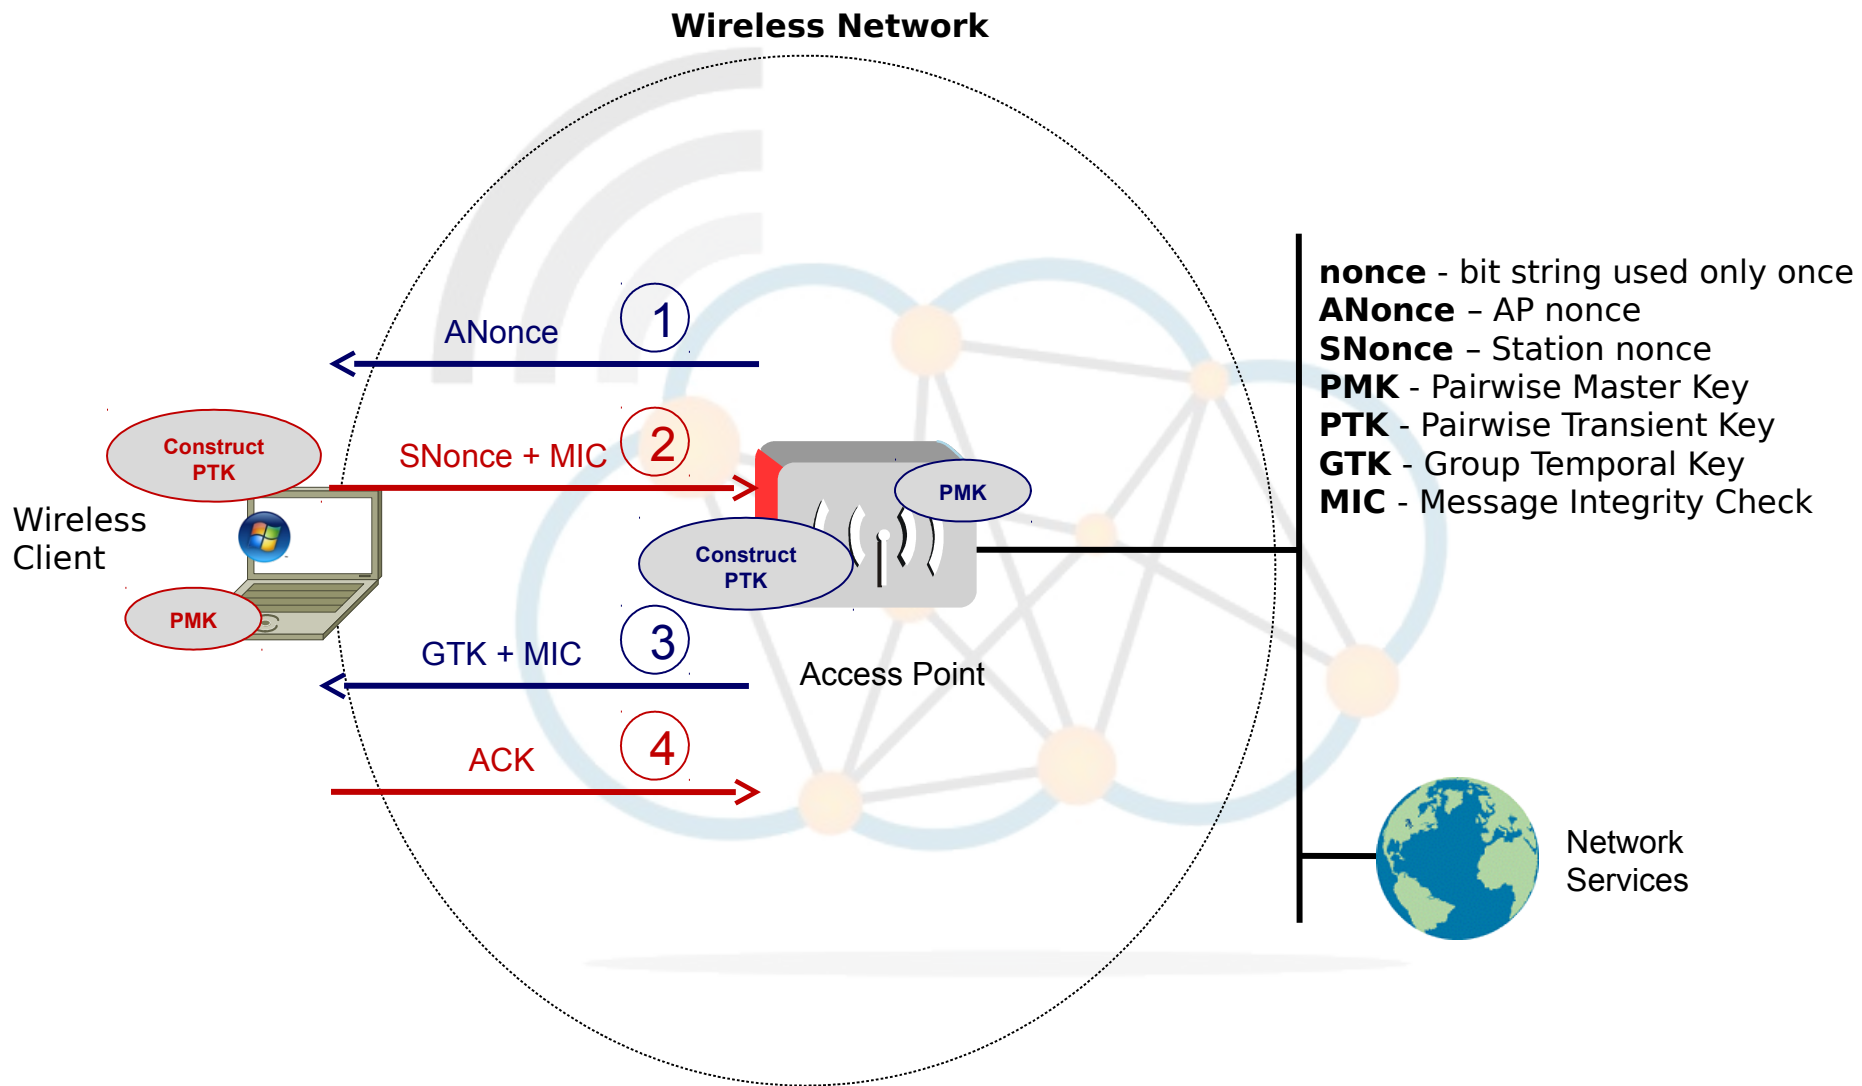 Wireless Network
nonce - bit string used only once
ANonce – AP nonce
SNonce – Station nonce
PMK - Pairwise Master Key
PTK - Pairwise Transient Key
GTK - Group Temporal Key
MIC - Message Integrity Check
ANonce
1
Construct
PTK
SNonce + MIC
2
PMK
Wireless
Client
Construct
PTK
PMK
GTK + MIC
3
Access Point
ACK
4
Network
Services